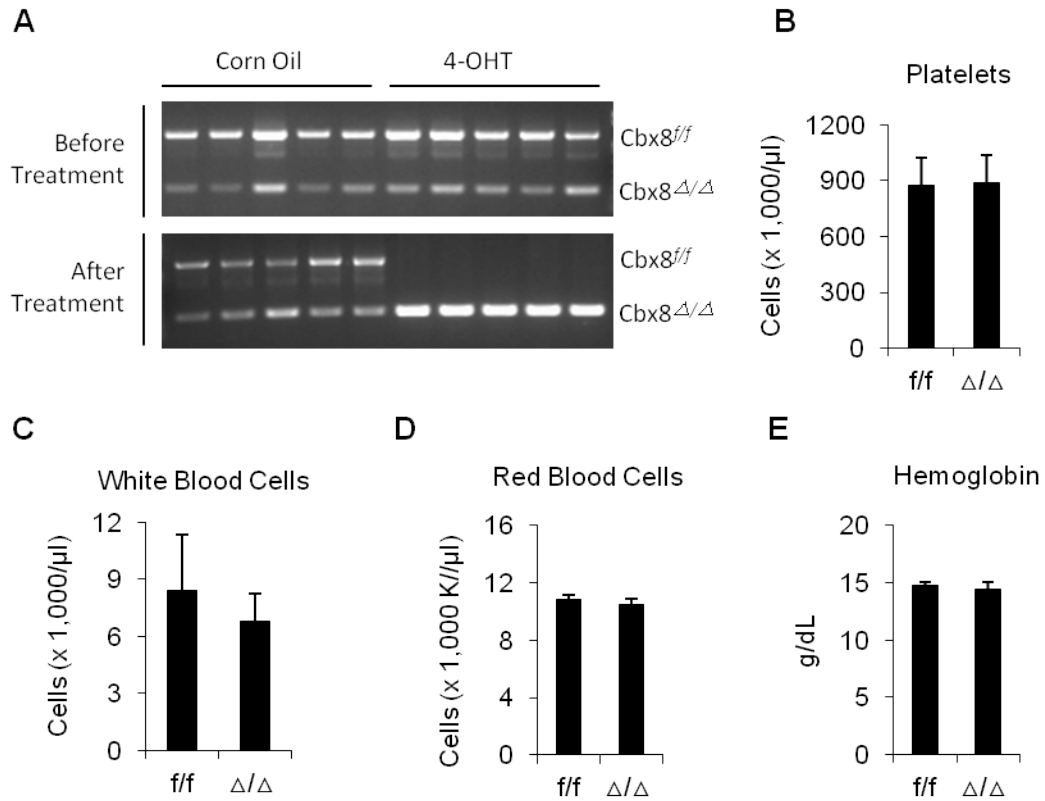 A
Corn Oil
4-OHT
Before
Treatment
Cbx8f/f
Cbx8△/△
After
Treatment
Cbx8f/f
Cbx8△/△
B
Platelets
Cells (x 1,000/µl)
1200
900
600
300
0
f/f
△/△
C
White Blood Cells
Cells (x 1,000/µl)
12
9
6
3
0
f/f
△/△
D
Red Blood Cells
Cells (x 1,000 K//µl)
16
12
8
4
0
f/f
△/△
E
Hemoglobin
g/dL
20
15
10
5
0
f/f
△/△